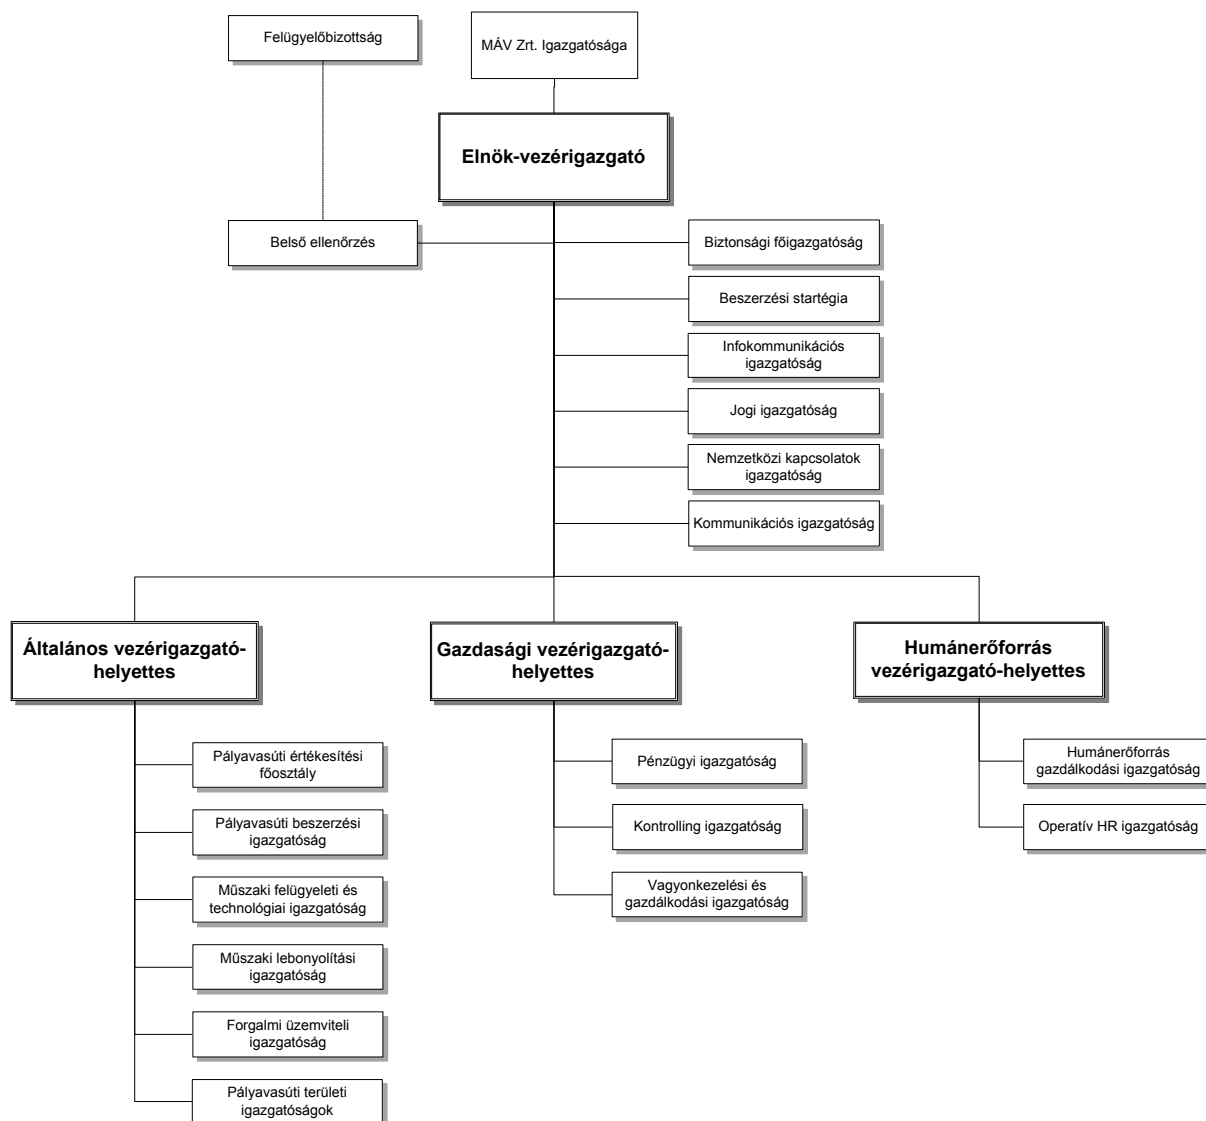 Felügyelőbizottság
MÁV Zrt. Igazgatósága
Elnök-vezérigazgató
Belső ellenőrzés
Biztonsági főigazgatóság
Beszerzési startégia
Infokommunikációs
igazgatóság
Jogi igazgatóság
Nemzetközi kapcsolatok
igazgatóság
Kommunikációs igazgatóság
Általános vezérigazgató-
helyettes
Gazdasági vezérigazgató-
helyettes
Humánerőforrás
vezérigazgató-helyettes
Pályavasúti értékesítési
főosztály
Pályavasúti beszerzési
igazgatóság
Műszaki felügyeleti és
technológiai igazgatóság
Műszaki lebonyolítási
igazgatóság
Forgalmi üzemviteli
igazgatóság
Pályavasúti területi
igazgatóságok
Pénzügyi igazgatóság
Kontrolling igazgatóság
Vagyonkezelési és
gazdálkodási igazgatóság
Humánerőforrás
gazdálkodási igazgatóság
Operatív HR igazgatóság